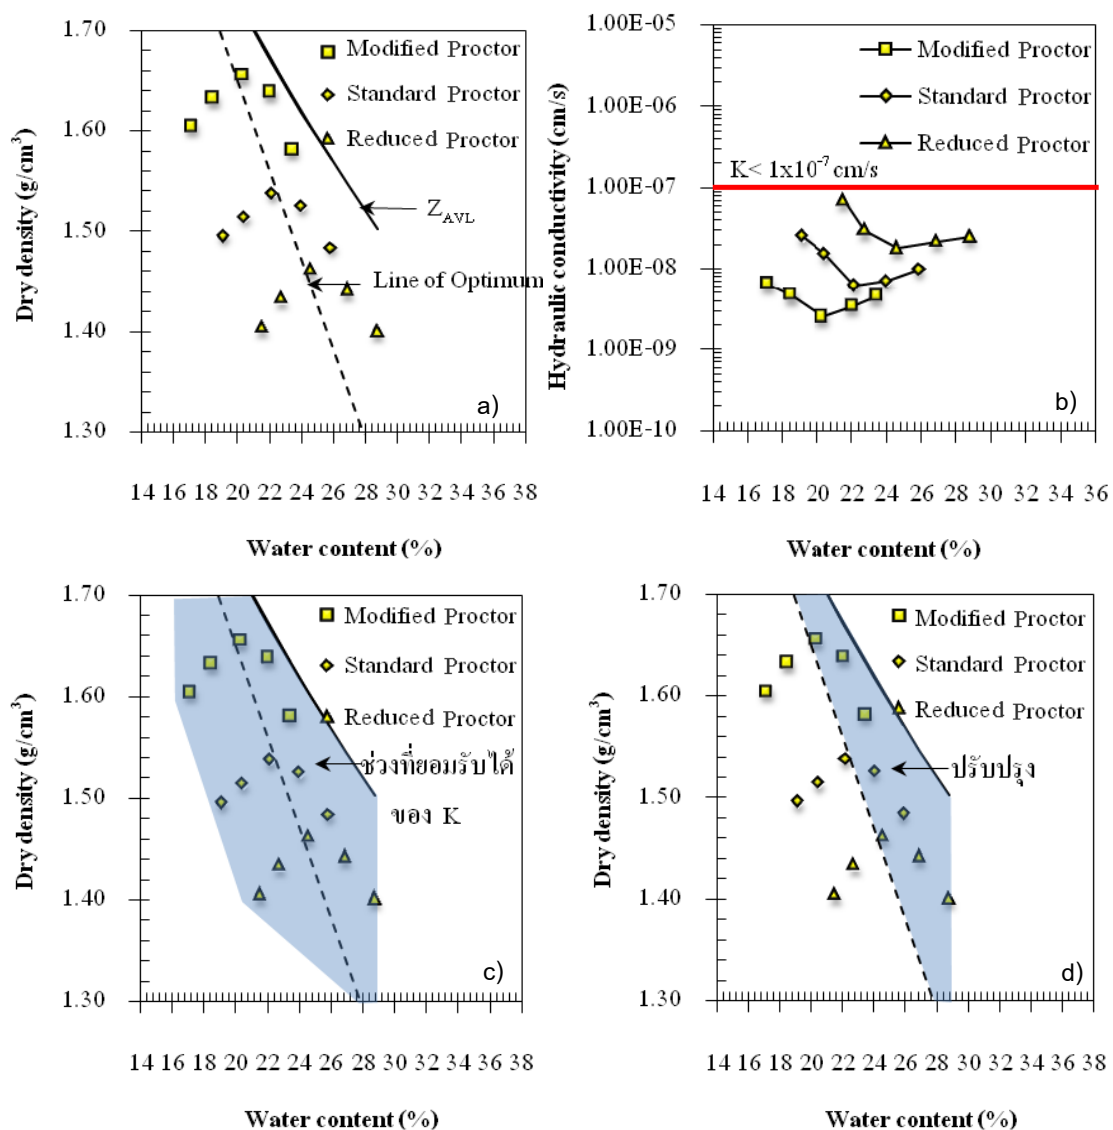 1.70
1.60
1.50
1.40
1.30
Dry density (g/cm³)
Modified Proctor
Standard Proctor
Reduced Proctor
Z_AVL
Line of Optimum
a)
14 16 18 20 22 24 26 28 30 32 34 36 38
Water content (%)
1.00E-05
1.00E-06
1.00E-07
1.00E-08
1.00E-09
1.00E-10
Hydraulic conductivity (cm/s)
Modified Proctor
Standard Proctor
Reduced Proctor
K< 1x10⁻⁷ cm/s
b)
14 16 18 20 22 24 26 28 30 32 34 36
Water content (%)
1.70
1.60
1.50
1.40
1.30
Dry density (g/cm³)
Modified Proctor
Standard Proctor
Reduced Proctor
ช่วงที่ยอมรับได้
ของ K
c)
14 16 18 20 22 24 26 28 30 32 34 36 38
Water content (%)
1.70
1.60
1.50
1.40
1.30
Dry density (g/cm³)
Modified Proctor
Standard Proctor
Reduced Proctor
ปรับปรุง
d)
14 16 18 20 22 24 26 28 30 32 34 36 38
Water content (%)